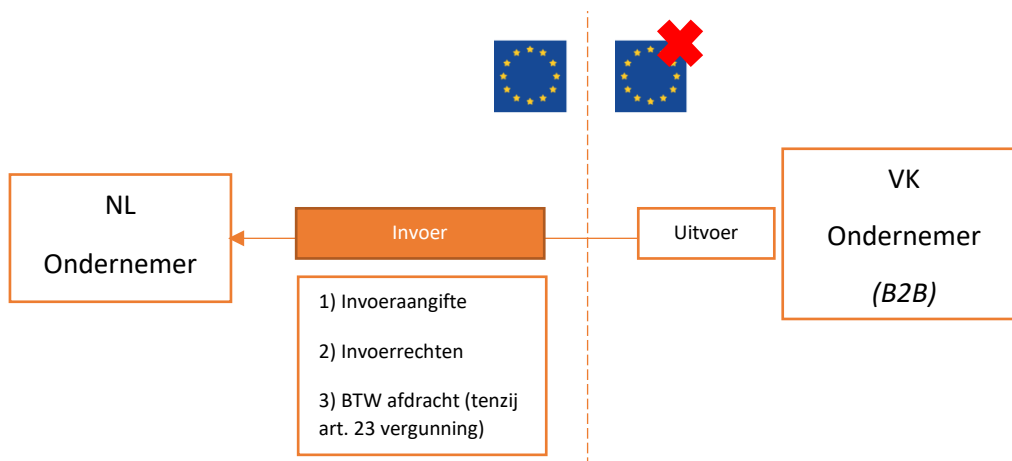 NL
Ondernemer
Invoer
1) Invoeraangifte
2) Invoerrechten
3) BTW afdracht (tenzij
art. 23 vergunning)
Uitvoer
VK
Ondernemer
(B2B)